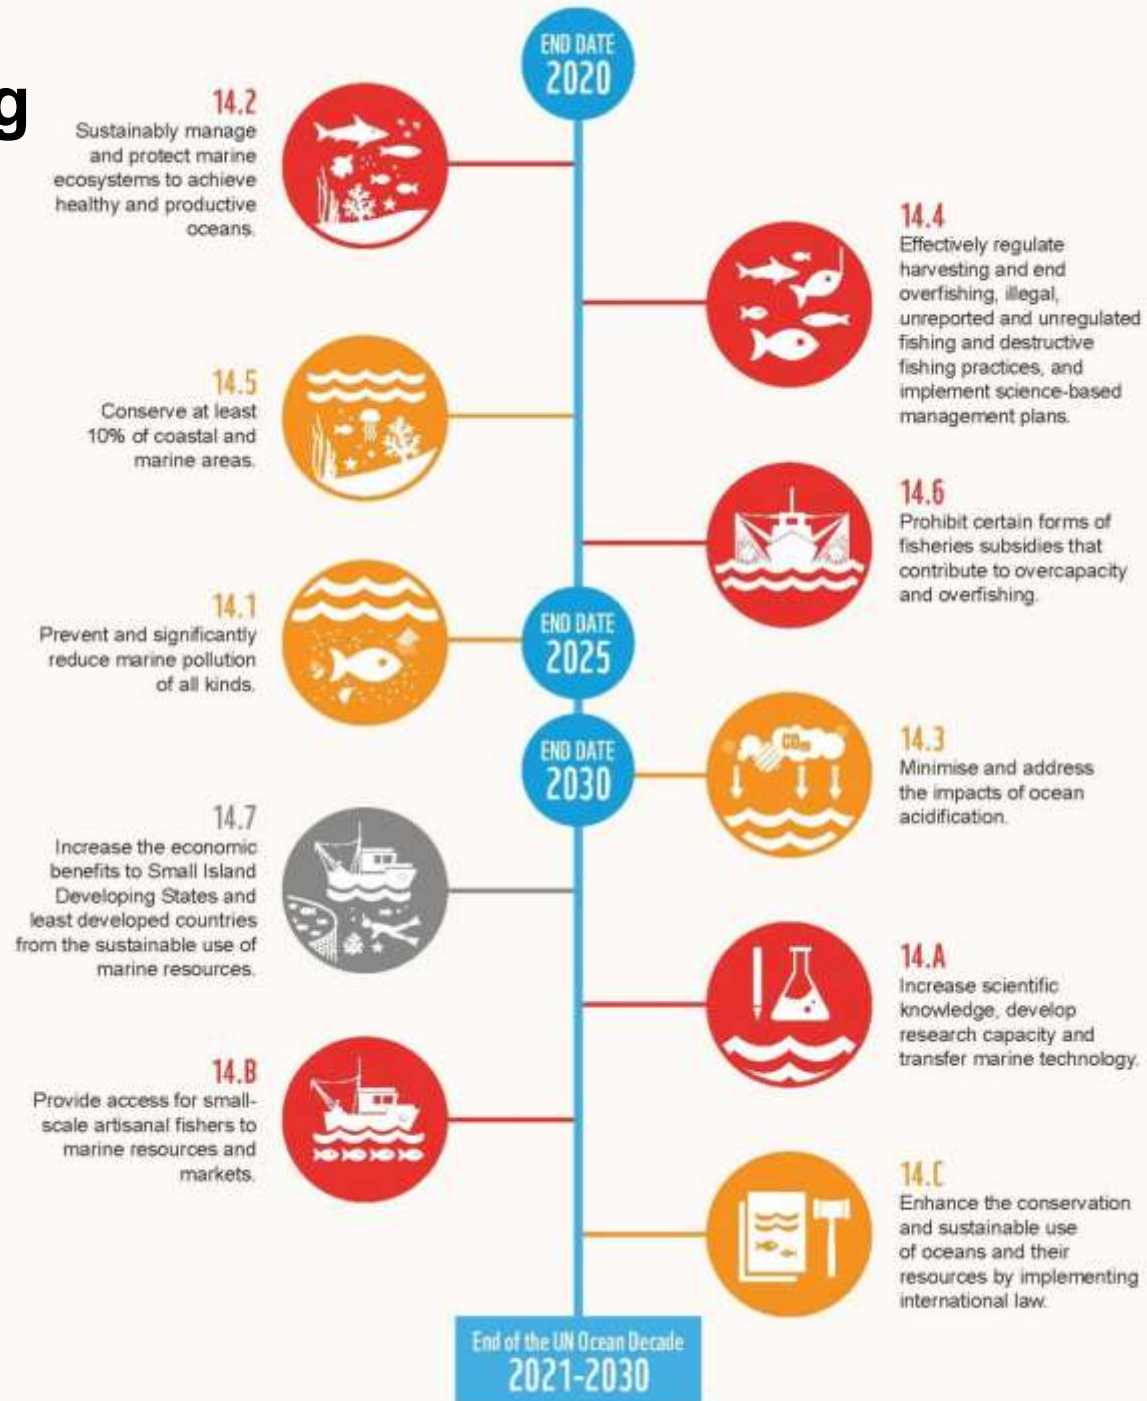 g
END DATE
2020
14.2
Sustainably manage
and protect marine
ecosystems to achieve
healthy and productive
oceans.
14.4
Effectively regulate
harvesting and end
overfishing, illegal,
unreported and unregulated
fishing and destructive
fishing practices, and
implement science-based
management plans.
14.5
Conserve at least
10% of coastal and
marine areas.
14.6
Prohibit certain forms of
fisheries subsidies that
contribute to overcapacity
and overfishing.
14.1
Prevent and significantly
reduce marine pollution
of all kinds.
END DATE
2025
END DATE
2030
14.3
Minimise and address
the impacts of ocean
acidification.
14.7
Increase the economic
benefits to Small Island
Developing States and
least developed countries
from the sustainable use of
marine resources.
14.A
Increase scientific
knowledge, develop
research capacity and
transfer marine technology.
14.B
Provide access for small-
scale artisanal fishers to
marine resources and
markets.
14.C
Enhance the conservation
and sustainable use
of oceans and their
resources by implementing
international law.
End of the UN Ocean Decade
2021-2030